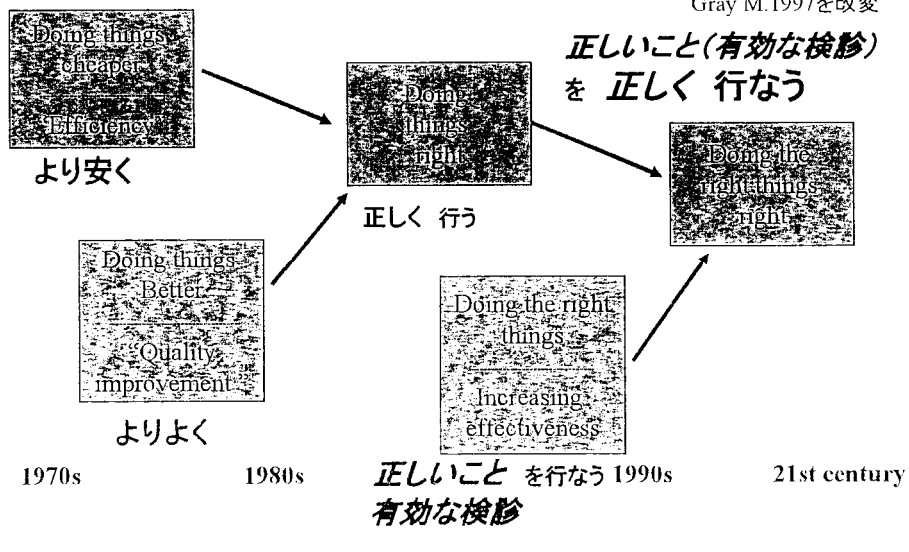 Gray M.1997を改変
Doing things
cheaper
"Efficiency"
より安く
Doing
things
right
正しく 行う
正しいこと(有効な検診)
を 正しく 行なう
Doing the
right things
right
Doing things
Better
"Quality
improvement"
よりよく
Doing the right
things
Increasing
effectiveness
正しいこと を行なう
有効な検診
1970s
1980s
1990s
21st century